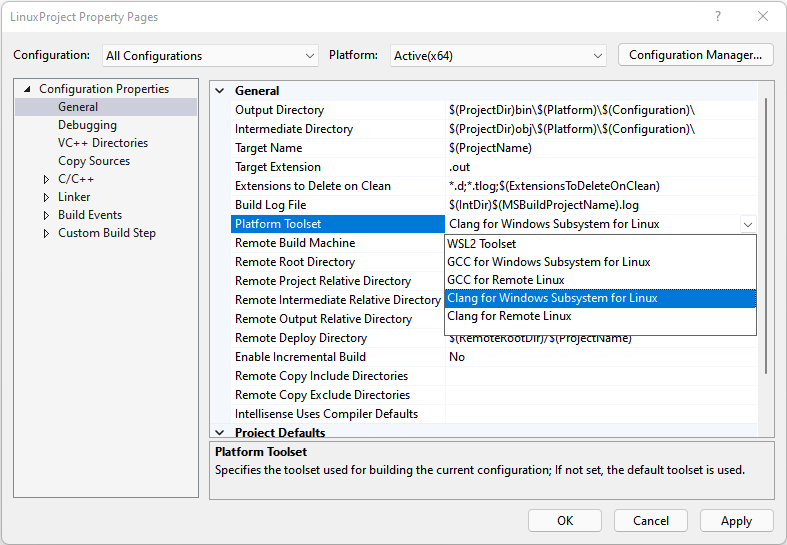 LinuxProject Property Pages
Configuration: All Configurations Platform: Active(x64) Configuration Manager...
Configuration Properties
General
Debugging
VC++ Directories
Copy Sources
C/C++
Linker
Build Events
Custom Build Step
General
Output Directory $(ProjectDir)bin\$(Platform)\$(Configuration)\
Intermediate Directory $(ProjectDir)obj\$(Platform)\$(Configuration)\
Target Name $(ProjectName)
Target Extension .out
Extensions to Delete on Clean *.d;*.tlog;$(ExtensionsToDeleteOnClean)
Build Log File $(IntDir)$(MSBuildProjectName).log
Platform Toolset Clang for Windows Subsystem for Linux
Remote Build Machine
Remote Root Directory
Remote Project Relative Directory
Remote Intermediate Relative Directory
Remote Output Relative Directory
WSL2 Toolset
GCC for Windows Subsystem for Linux
GCC for Remote Linux
Clang for Windows Subsystem for Linux
Clang for Remote Linux
Remote Deploy Directory $(RemoteRootDir)/$(ProjectName)
Enable Incremental Build No
Remote Copy Include Directories
Remote Copy Exclude Directories
Intellisense Uses Compiler Defaults
Project Defaults
Platform Toolset
Specifies the toolset used for building the current configuration; If not set, the default toolset is used.
OK Cancel Apply